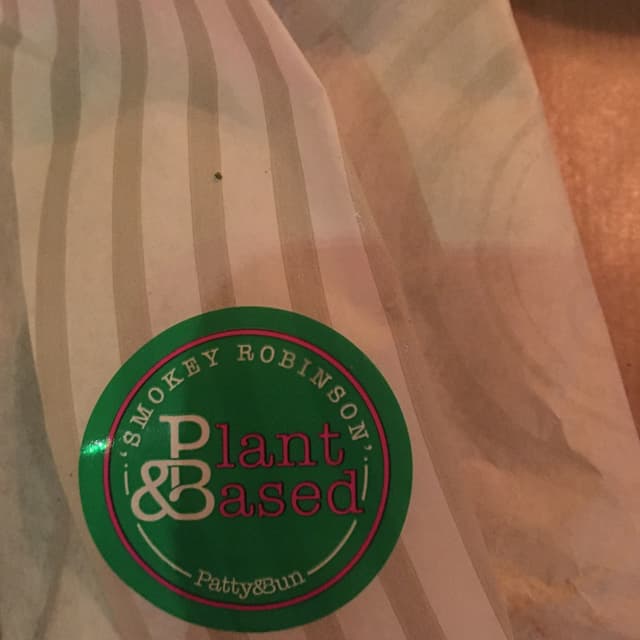 'SMOKEY ROBINSON'
Plant
&Based
Patty&Bun